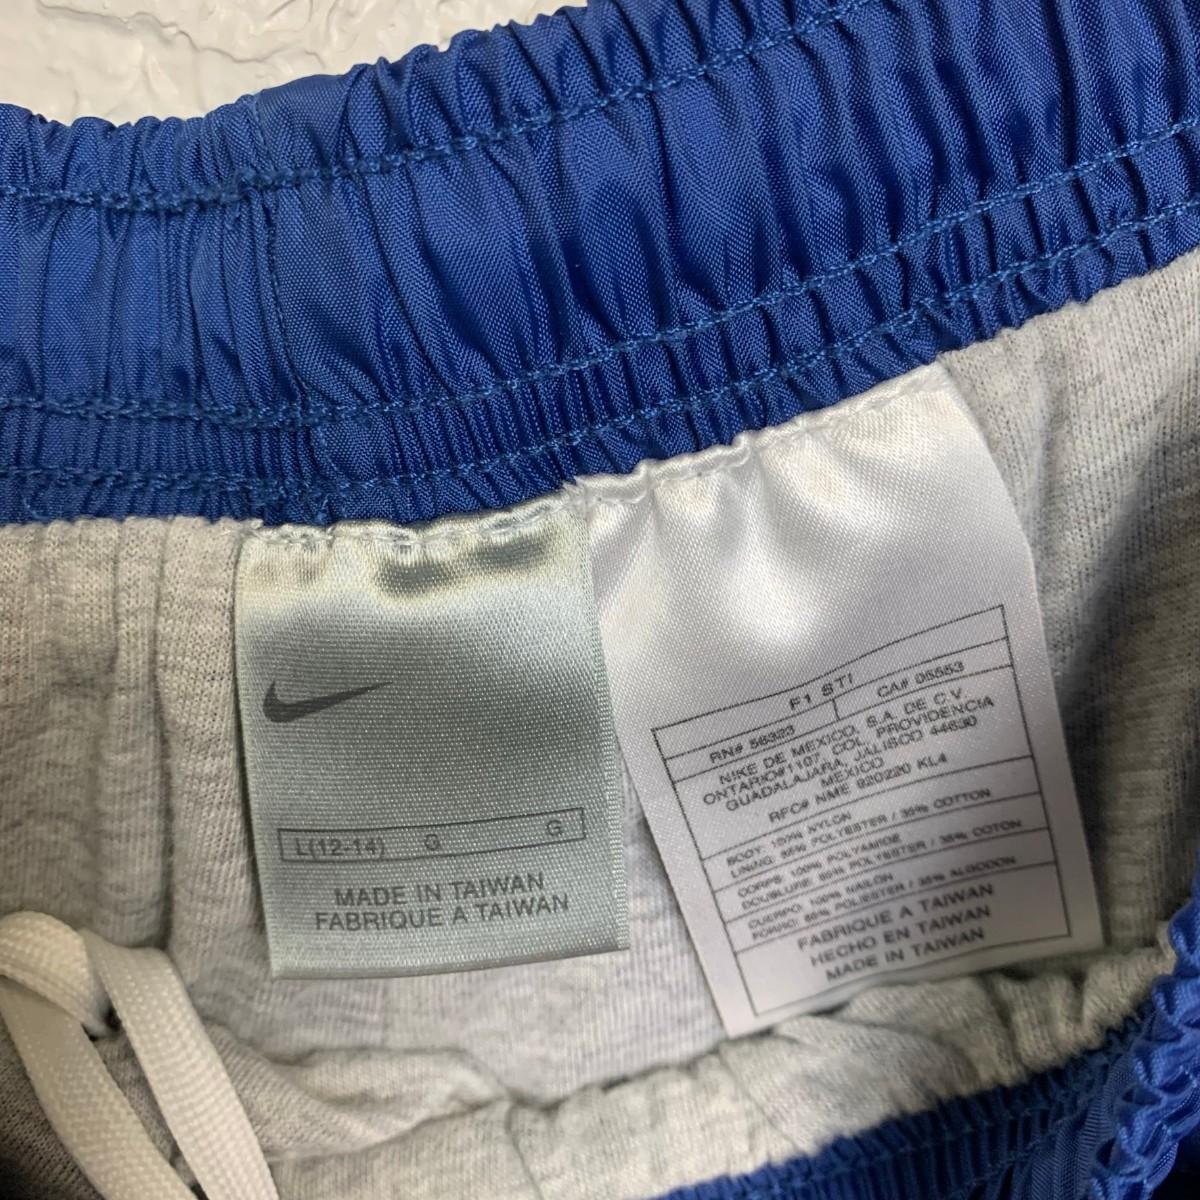 L(12-14) G G
MADE IN TAIWAN
FABRIQUE A TAIWAN
F1 STI
RN# 56323 CA# 05553
NIKE DE MEXICO, S.A. DE C.V.
ONTARIO#1107, COL. PROVIDENCIA
GUADALAJARA, JALISCO 44630
MEXICO
RFC# NME 920220 KL4
BODY: 100% NYLON
LINING: 65% POLYESTER / 35% COTTON
CORPS: 100% POLYAMIDE
DOUBLURE: 65% POLYESTER / 35% COTON
CUERPO: 100% NAILON
FORRO: 65% POLYESTER / 35% ALGODON
FABRIQUE A TAIWAN
HECHO EN TAIWAN
MADE IN TAIWAN